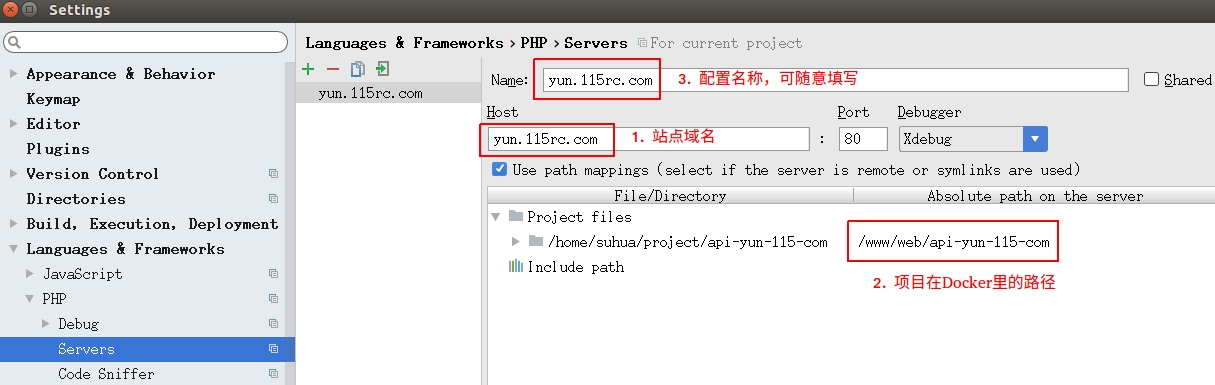 Settings
Appearance & Behavior
Keymap
Editor
Plugins
Version Control
Directories
Build, Execution, Deployment
Languages & Frameworks
JavaScript
PHP
Debug
Servers
Code Sniffer
Languages & Frameworks › PHP › Servers For current project
yun.115rc.com
Name: yun.115rc.com 3. 配置名称，可随意填写 Shared
Host Port Debugger
yun.115rc.com 1. 站点域名 : 80 Xdebug
Use path mappings (select if the server is remote or symlinks are used)
File/Directory Absolute path on the server
Project files
/home/suhua/project/api-yun-115-com /www/web/api-yun-115-com
Include path
2. 项目在Docker里的路径